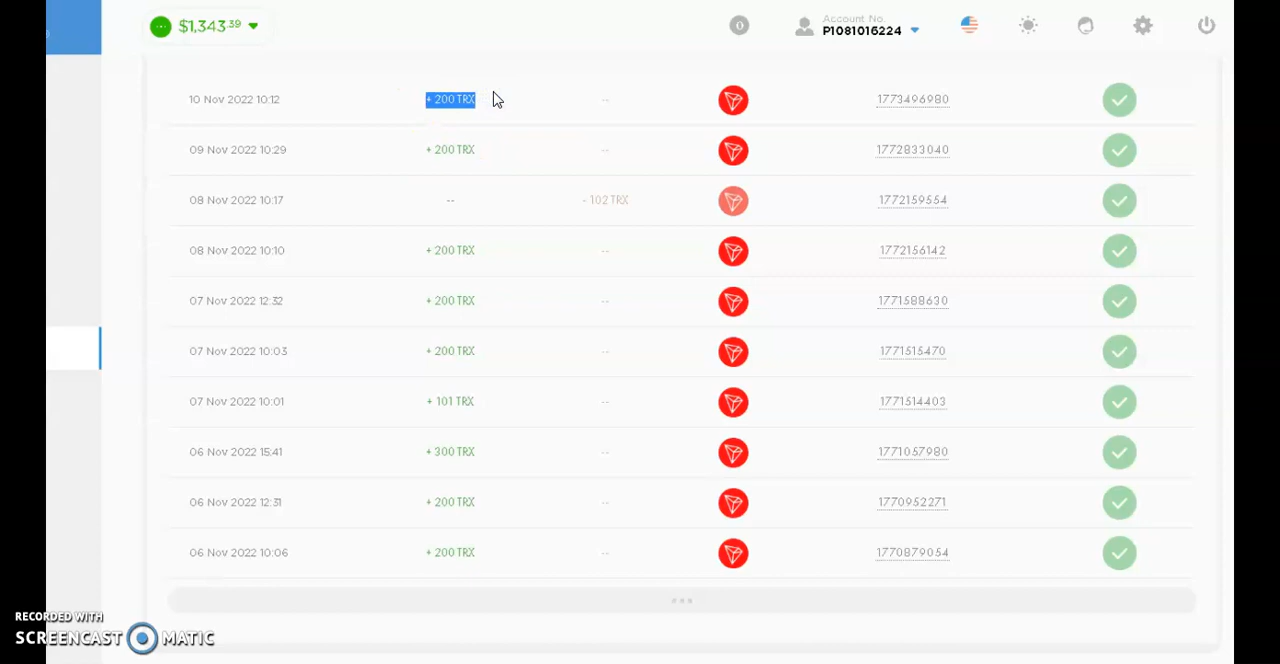 $1,343.39
Account No.
P1081016224
10 Nov 2022 10:12 + 200 TRX -- 1773496980
09 Nov 2022 10:29 + 200 TRX -- 1772833040
08 Nov 2022 10:17 -- - 102 TRX 1772159554
08 Nov 2022 10:10 + 200 TRX -- 1772156142
07 Nov 2022 12:32 + 200 TRX -- 1771588630
07 Nov 2022 10:03 + 200 TRX -- 1771515470
07 Nov 2022 10:01 + 101 TRX -- 1771514403
06 Nov 2022 15:41 + 300 TRX -- 1771057980
06 Nov 2022 12:31 + 200 TRX -- 1770952271
06 Nov 2022 10:06 + 200 TRX -- 1770879054
RECORDED WITH
SCREENCAST MATIC